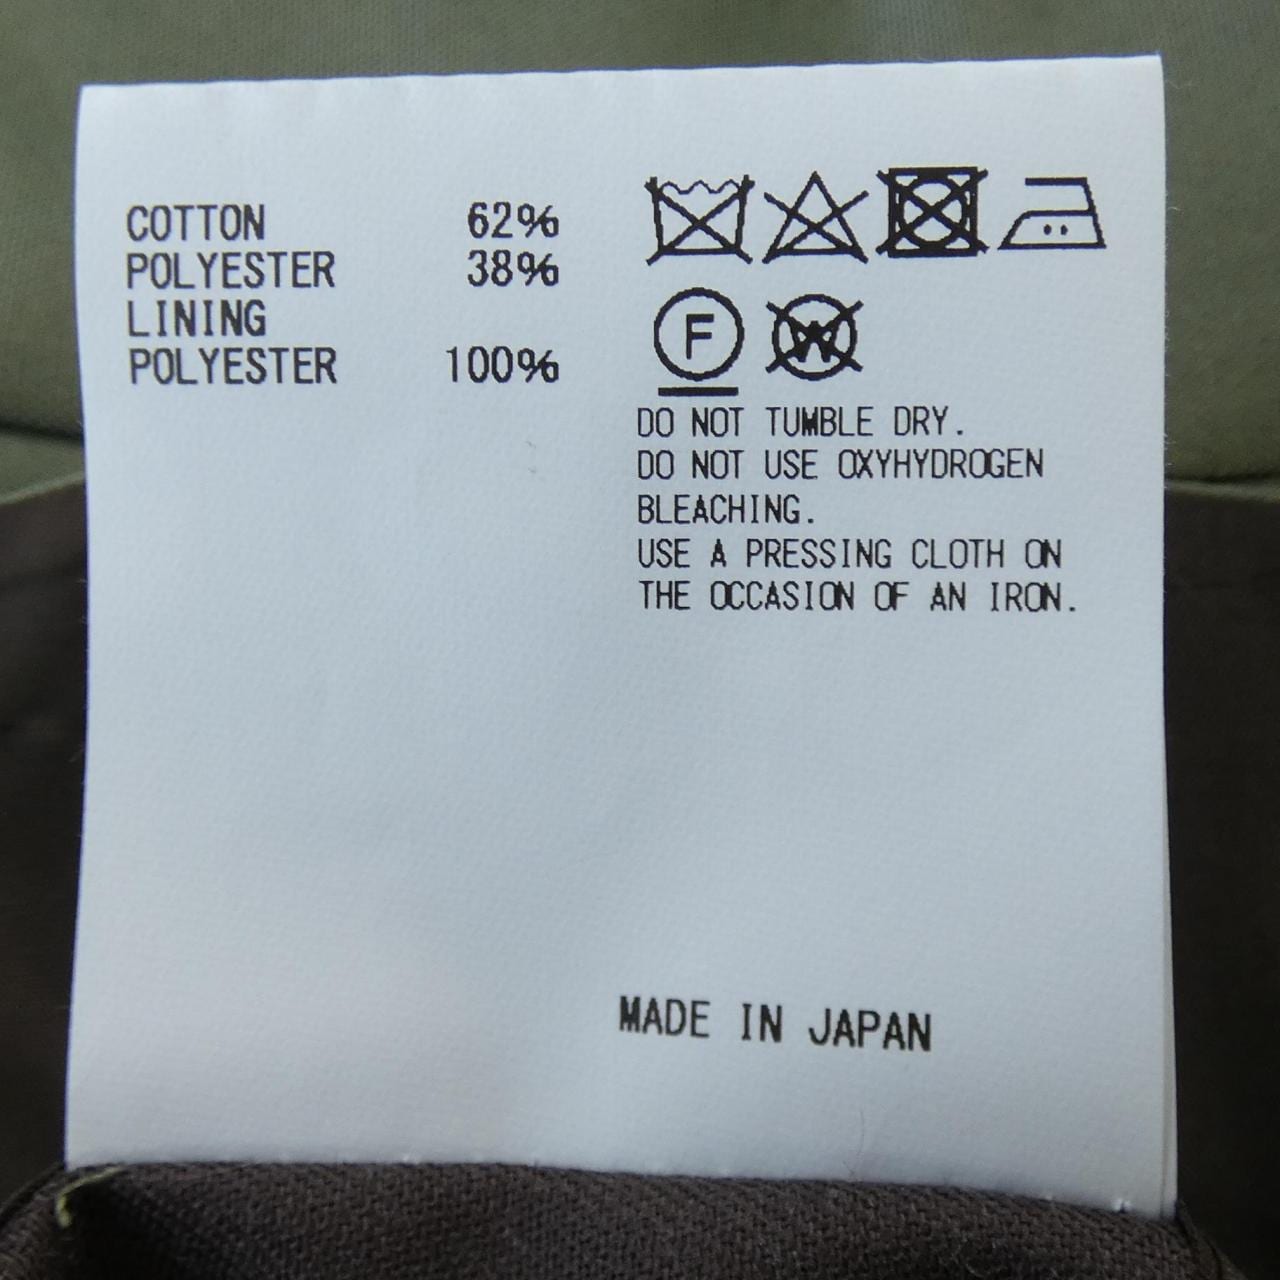 COTTON 62%
POLYESTER 38%
LINING
POLYESTER 100%
F W
DO NOT TUMBLE DRY.
DO NOT USE OXYHYDROGEN
BLEACHING.
USE A PRESSING CLOTH ON
THE OCCASION OF AN IRON.
MADE IN JAPAN